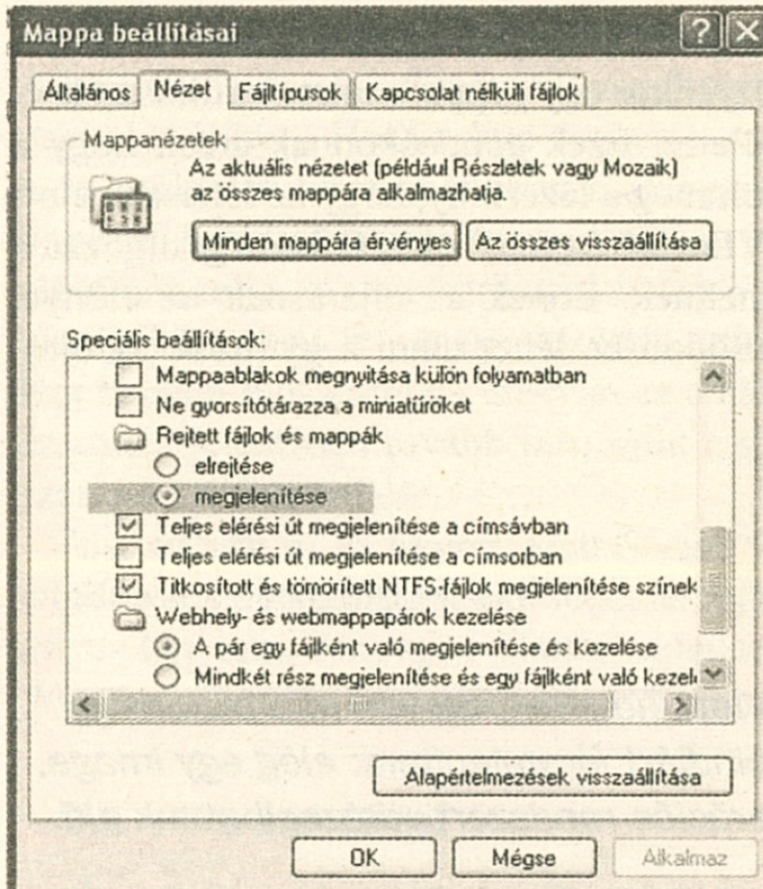 Mappa beállításai
Általános Nézet Fájltípusok Kapcsolat nélküli fájlok
Mappanézetek
Az aktuális nézetet (például Részletek vagy Mozaik)
az összes mappára alkalmazhatja.
Minden mappára érvényes Az összes visszaállítása
Speciális beállítások:
Mappaablakok megnyitása külön folyamatban
Ne gyorsítótárazza a miniatűröket
Rejtett fájlok és mappák
elrejtése
megjelenítése
Teljes elérési út megjelenítése a címsávban
Teljes elérési út megjelenítése a címsorban
Titkosított és tömörített NTFS-fájlok megjelenítése színek
Webhely- és webmappapárok kezelése
A pár egy fájlként való megjelenítése és kezelése
Mindkét rész megjelenítése és egy fájlként való kezel
Alapértelmezések visszaállítása
OK Mégse Alkalmaz